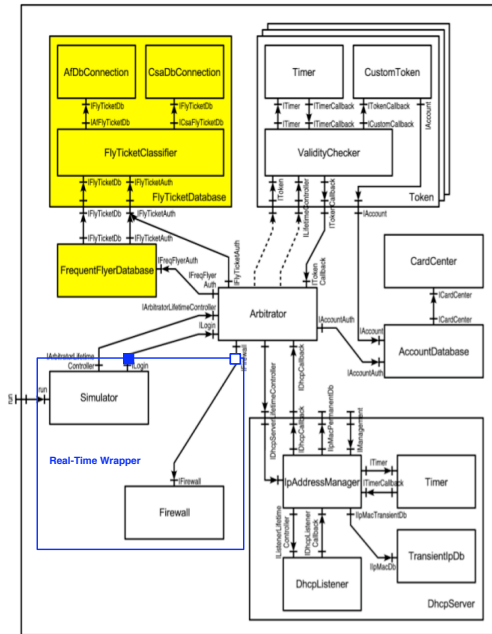 AfDbConnection
CsaDbConnection
IFlyTicketDb
IFlyTicketDb
IAfFlyTicketDb
ICsaFlyTicketDb
FlyTicketClassifier
IFlyTicketDb
IFlyTicketAuth
FlyTicketDatabase
IFlyTicketDb
IFlyTicketAuth
IFlyTicketDb
IFlyTicketAuth
FrequentFlyerDatabase
IFreqFlyerAuth
IFreqFlyer
Auth
IFlyTicketAuth
Timer
CustomToken
ITimer
ITimerCallback
ITokenCallback
ITimer
ITimerCallback
ICustomCallback
IAccount
ValidityChecker
IToken
ILifetimeController
ITokenCallback
Token
IAccount
IToken
Callback
CardCenter
ICardCenter
ICardCenter
IAccount
AccountDatabase
IAccountAuth
IAccountAuth
IArbitratorLifetimeController
ILogin
Arbitrator
IFirewall
IArbitratorLifetime
Controller
ILogin
run
run
Simulator
Real-Time Wrapper
IFirewall
Firewall
IDhcpServerLifetimeController
IDhcpCallback
IDhcpCallback
IIpMacPermanentDb
IManagement
IpAddressManager
ITimer
ITimerCallback
Timer
IIpMacTransientDb
IListenerLifetime
Controller
IDhcpListener
Callback
IIpMacDb
TransientIpDb
DhcpListener
DhcpServer